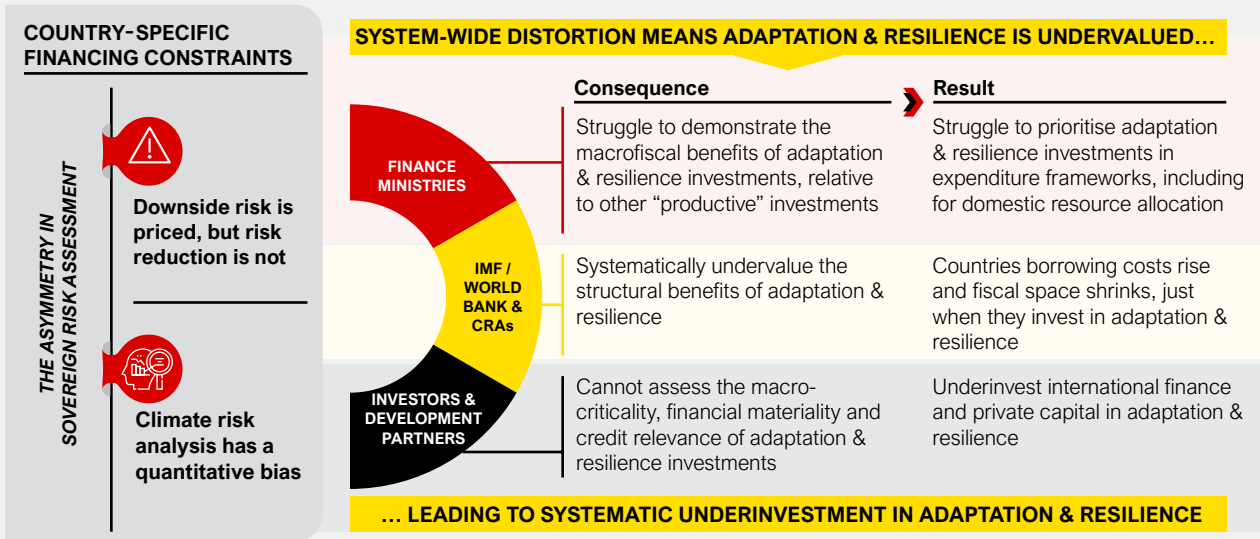 COUNTRY-SPECIFIC
FINANCING CONSTRAINTS
THE ASYMMETRY IN
SOVEREIGN RISK ASSESSMENT
Downside risk is
priced, but risk
reduction is not
Climate risk
analysis has a
quantitative bias
SYSTEM-WIDE DISTORTION MEANS ADAPTATION & RESILIENCE IS UNDERVALUED...
Consequence
Result
FINANCE
MINISTRIES
Struggle to demonstrate the
macrofiscal benefits of adaptation
& resilience investments, relative
to other “productive” investments
Struggle to prioritise adaptation
& resilience investments in
expenditure frameworks, including
for domestic resource allocation
IMF /
WORLD
BANK &
CRAs
Systematically undervalue the
structural benefits of adaptation &
resilience
Countries borrowing costs rise
and fiscal space shrinks, just
when they invest in adaptation &
resilience
INVESTORS &
DEVELOPMENT
PARTNERS
Cannot assess the macro-
criticality, financial materiality and
credit relevance of adaptation &
resilience investments
Underinvest international finance
and private capital in adaptation &
resilience
... LEADING TO SYSTEMATIC UNDERINVESTMENT IN ADAPTATION & RESILIENCE